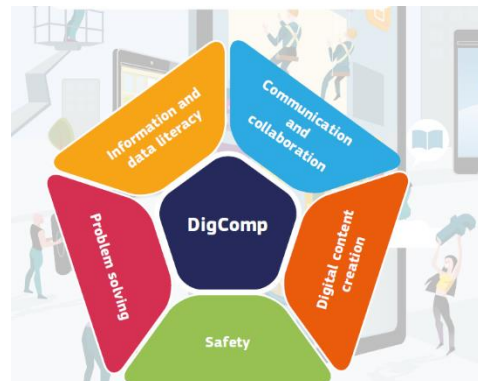 Information and
data literacy
Communication
and
collaboration
DigComp
Problem solving
Digital content
creation
Safety